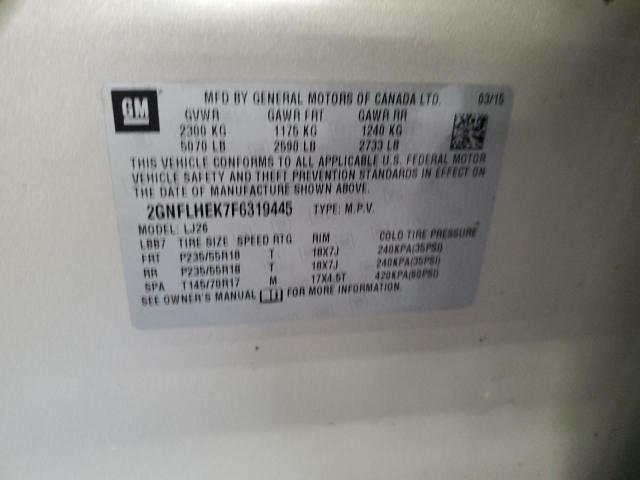 GM
MFD BY GENERAL MOTORS OF CANADA LTD. 03/15
GVWR GAWR FRT GAWR RR
2300 KG 1175 KG 1240 KG
5070 LB 2590 LB 2733 LB
THIS VEHICLE CONFORMS TO ALL APPLICABLE U.S. FEDERAL MOTOR
VEHICLE SAFETY AND THEFT PREVENTION STANDARDS IN EFFECT ON
THE DATE OF MANUFACTURE SHOWN ABOVE.
2GNFLHEK7F6319445 TYPE: M.P.V.
MODEL: LJ26
LBB7 TIRE SIZE SPEED RTG RIM COLD TIRE PRESSURE
FRT P235/55R18 T 18X7J 240KPA(35PSI)
RR P235/55R18 T 18X7J 240KPA(35PSI)
SPA T145/70R17 M 17X4.5T 420KPA(60PSI)
SEE OWNER'S MANUAL FOR MORE INFORMATION.